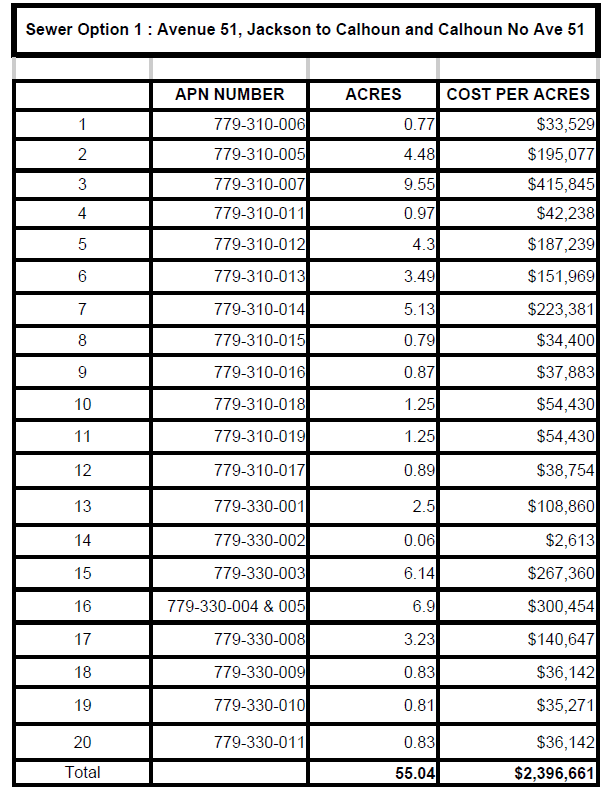 Sewer Option 1 : Avenue 51, Jackson to Calhoun and Calhoun No Ave 51
APN NUMBER ACRES COST PER ACRES
1 779-310-006 0.77 $33,529
2 779-310-005 4.48 $195,077
3 779-310-007 9.55 $415,845
4 779-310-011 0.97 $42,238
5 779-310-012 4.3 $187,239
6 779-310-013 3.49 $151,969
7 779-310-014 5.13 $223,381
8 779-310-015 0.79 $34,400
9 779-310-016 0.87 $37,883
10 779-310-018 1.25 $54,430
11 779-310-019 1.25 $54,430
12 779-310-017 0.89 $38,754
13 779-330-001 2.5 $108,860
14 779-330-002 0.06 $2,613
15 779-330-003 6.14 $267,360
16 779-330-004 & 005 6.9 $300,454
17 779-330-008 3.23 $140,647
18 779-330-009 0.83 $36,142
19 779-330-010 0.81 $35,271
20 779-330-011 0.83 $36,142
Total 55.04 $2,396,661